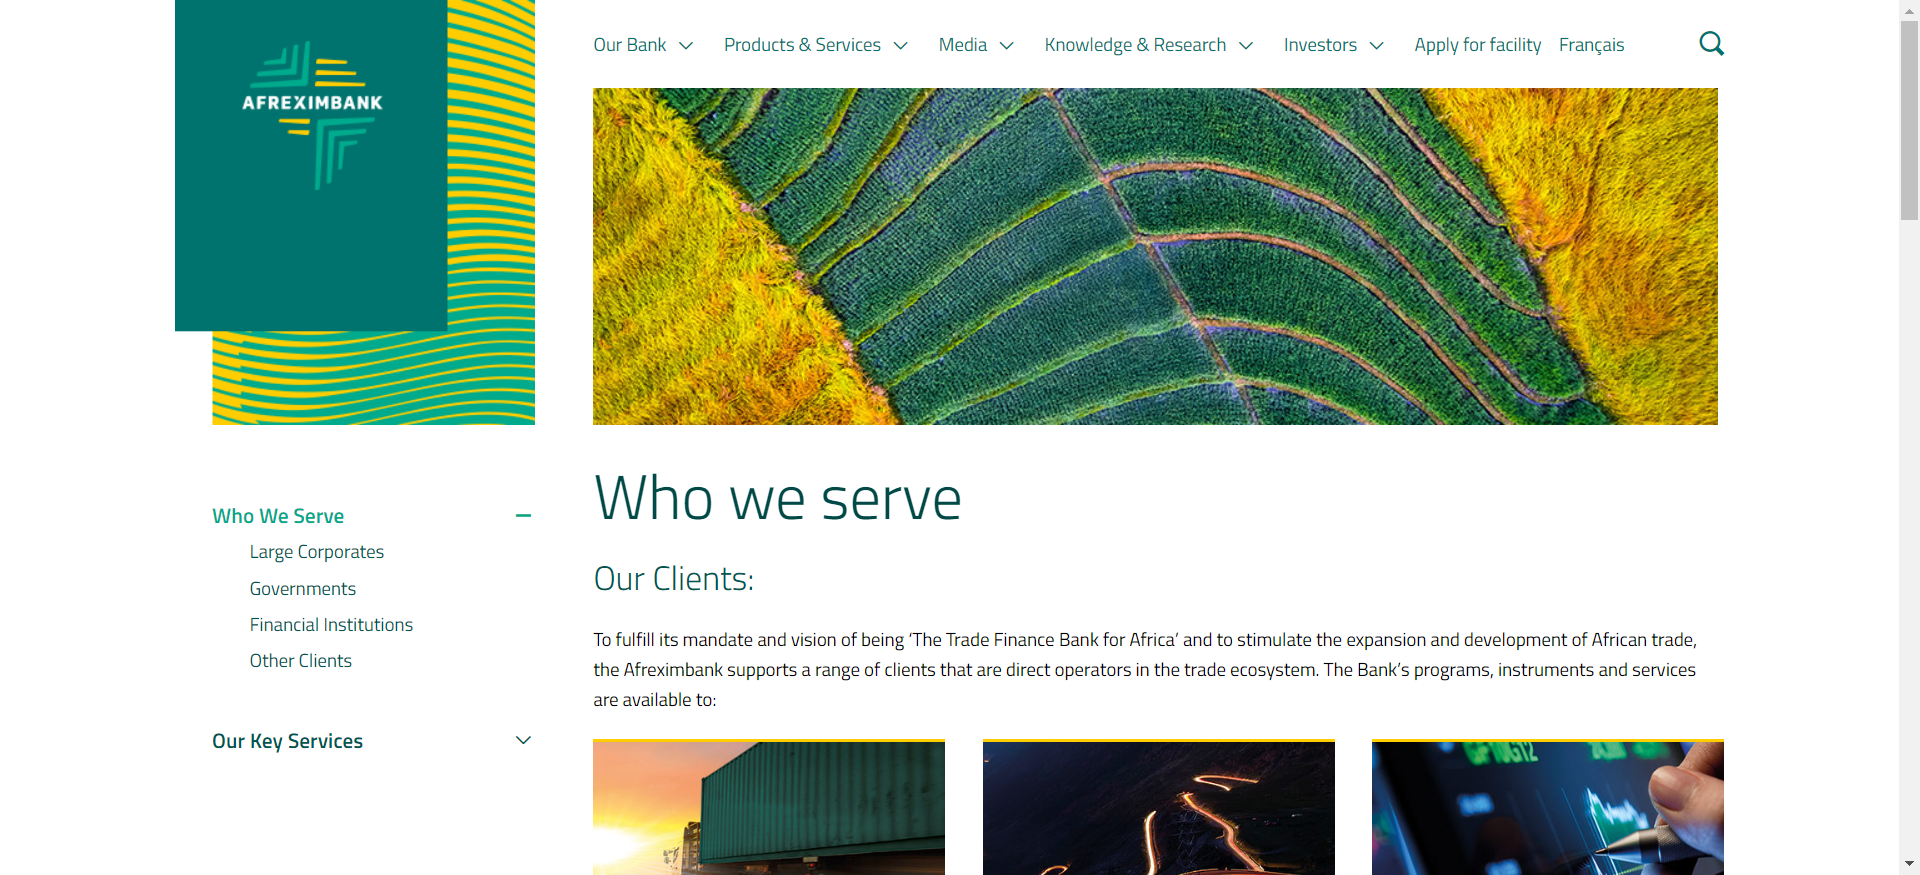 AFREXIMBANK
Our Bank
Products & Services
Media
Knowledge & Research
Investors
Apply for facility
Français
Who We Serve
Large Corporates
Governments
Financial Institutions
Other Clients
Our Key Services
Who we serve
Our Clients:
To fulfill its mandate and vision of being ‘The Trade Finance Bank for Africa’ and to stimulate the expansion and development of African trade,
the Afreximbank supports a range of clients that are direct operators in the trade ecosystem. The Bank’s programs, instruments and services
are available to: